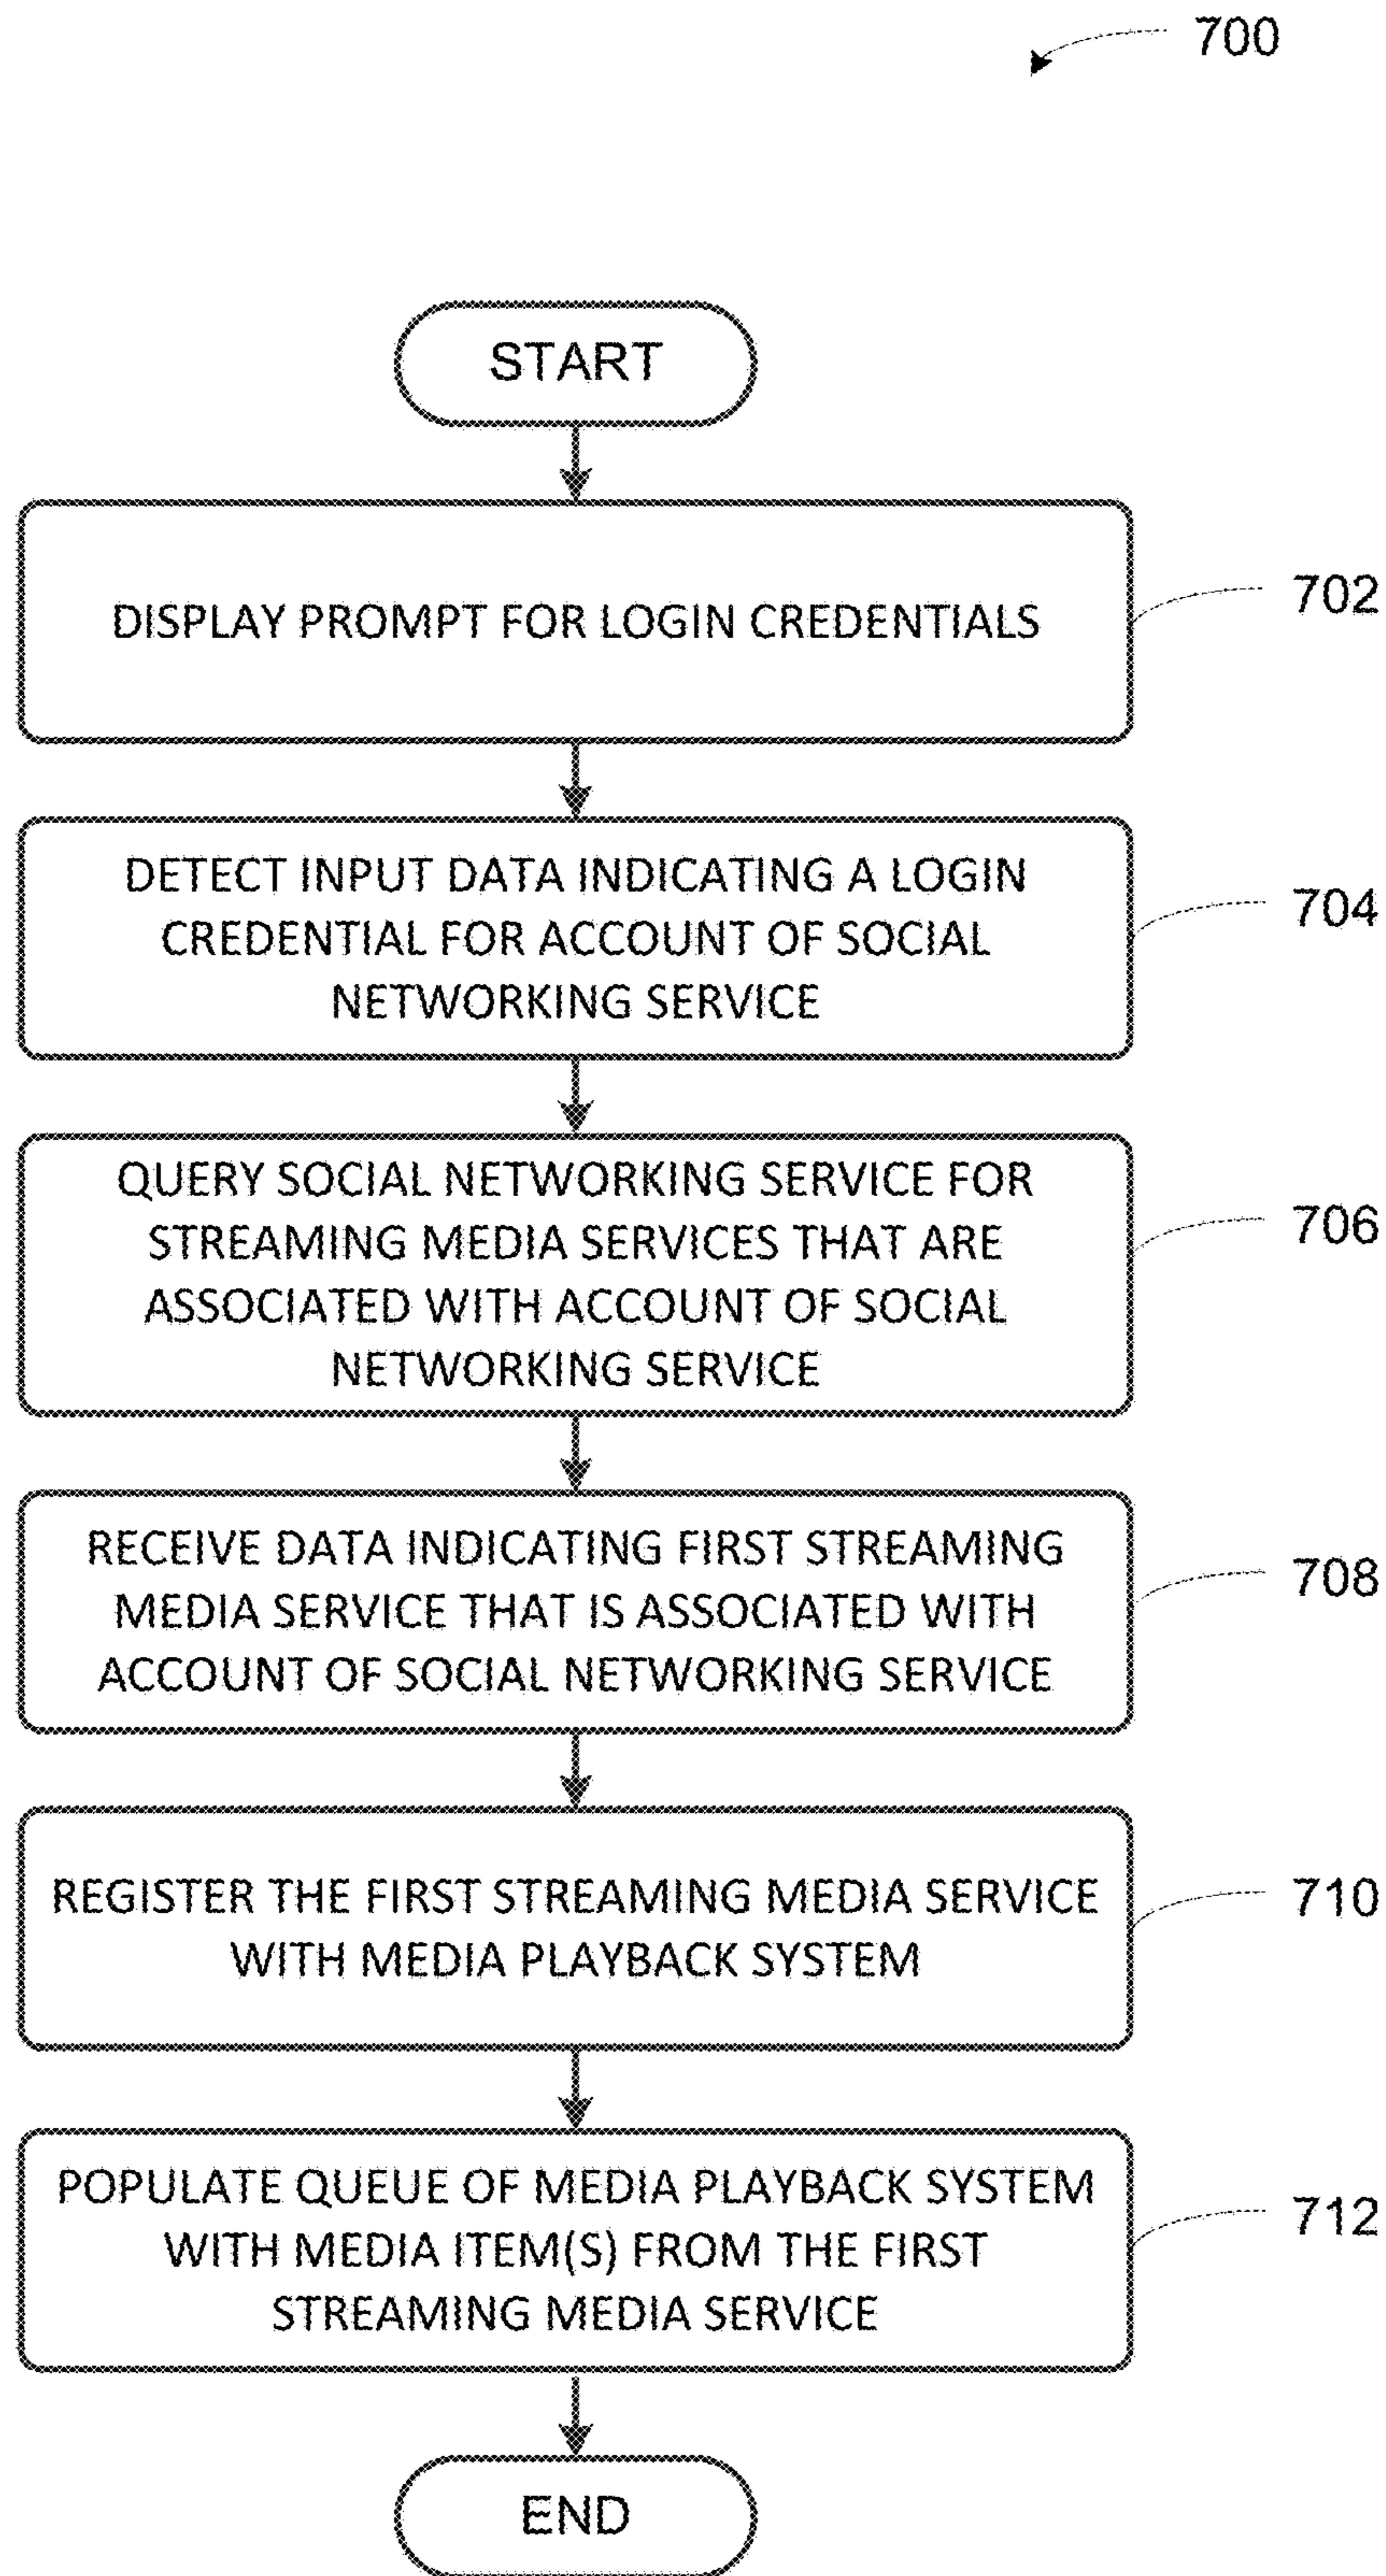 700
START
DISPLAY PROMPT FOR LOGIN CREDENTIALS
702
DETECT INPUT DATA INDICATING A LOGIN
CREDENTIAL FOR ACCOUNT OF SOCIAL
NETWORKING SERVICE
704
QUERY SOCIAL NETWORKING SERVICE FOR
STREAMING MEDIA SERVICES THAT ARE
ASSOCIATED WITH ACCOUNT OF SOCIAL
NETWORKING SERVICE
706
RECEIVE DATA INDICATING FIRST STREAMING
MEDIA SERVICE THAT IS ASSOCIATED WITH
ACCOUNT OF SOCIAL NETWORKING SERVICE
708
REGISTER THE FIRST STREAMING MEDIA SERVICE
WITH MEDIA PLAYBACK SYSTEM
710
POPULATE QUEUE OF MEDIA PLAYBACK SYSTEM
WITH MEDIA ITEM(S) FROM THE FIRST
STREAMING MEDIA SERVICE
712
END